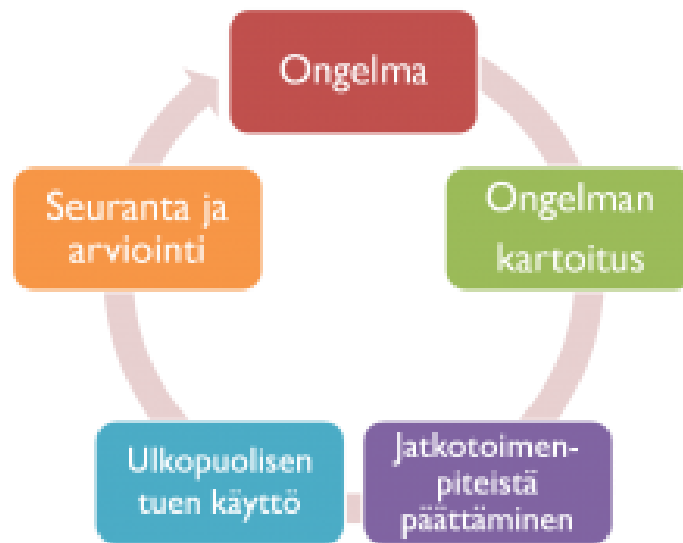 Ongelma
Ongelman
kartoitus
Jatkotoimen-
piteistä
päättäminen
Ulkopuolisen
tuen käyttö
Seuranta ja
arviointi